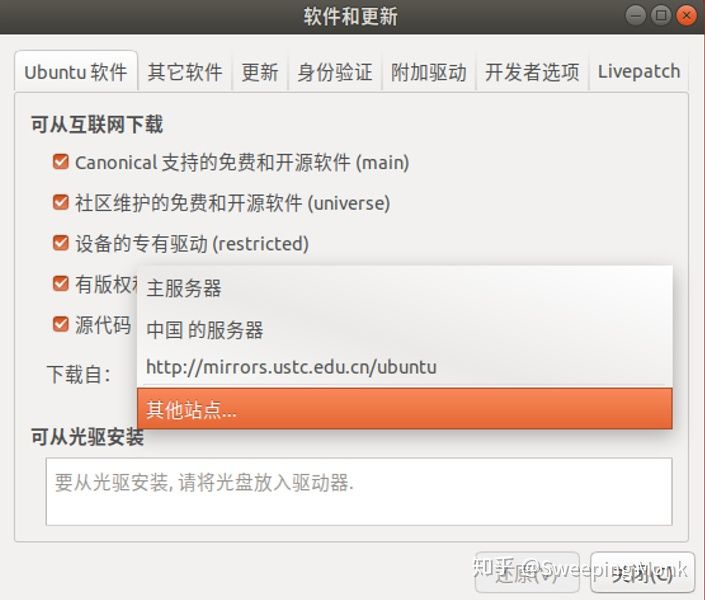 软件和更新
Ubuntu 软件 其它软件 更新 身份验证 附加驱动 开发者选项 Livepatch
可从互联网下载
Canonical 支持的免费和开源软件 (main)
社区维护的免费和开源软件 (universe)
设备的专有驱动 (restricted)
有版权
主服务器
源代码
中国 的服务器
下载自：
http://mirrors.ustc.edu.cn/ubuntu
其他站点...
可从光驱安装
要从光驱安装, 请将光盘放入驱动器.
还原(V) 关闭(C)
知乎 @SweepingMonk